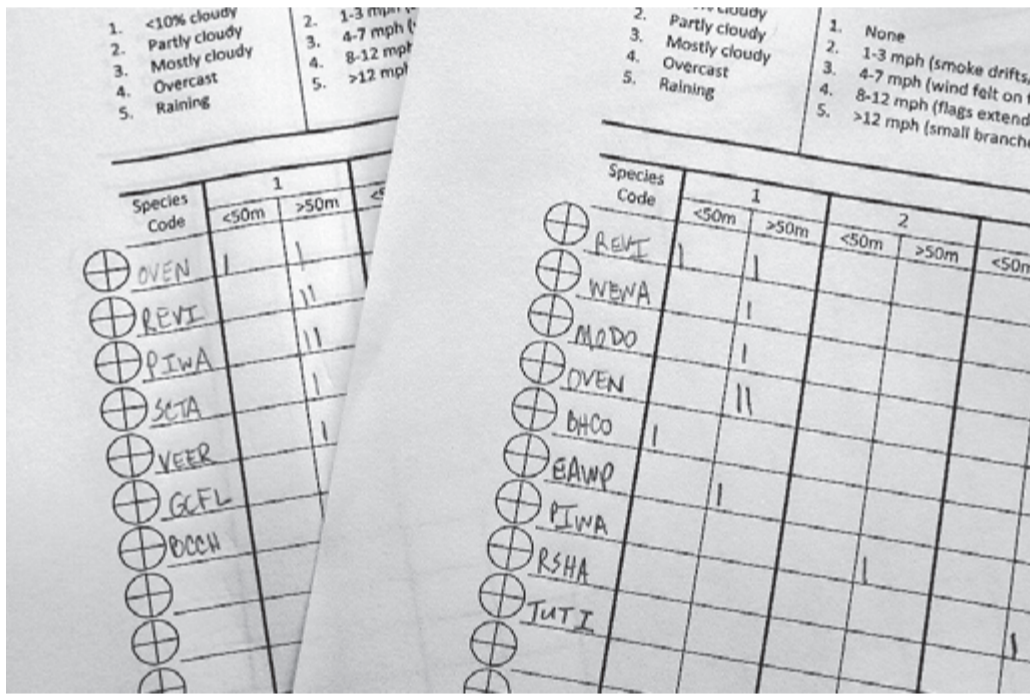 1. <10% cloudy
2. Partly cloudy
3. Mostly cloudy
4. Overcast
5. Raining
2. 1-3 mph
3. 4-7 mph
4. 8-12 mph
5. >12 mph
Species Code 1
<50m >50m
OVEN | |
REVI ||
PIWA ||
SCTA |
VEER |
GCFL
BCCH
2. cloudy
Partly cloudy
3. Mostly cloudy
4. Overcast
5. Raining
1. None
2. 1-3 mph (smoke drifts,
3. 4-7 mph (wind felt on
4. 8-12 mph (flags extend
5. >12 mph (small branche
Species Code 1 2
<50m >50m <50m >50m <50m
REVI | |
WEWA |
MODO |
OVEN ||
BHCO |
EAWP |
PIWA
RSHA |
TUTI |